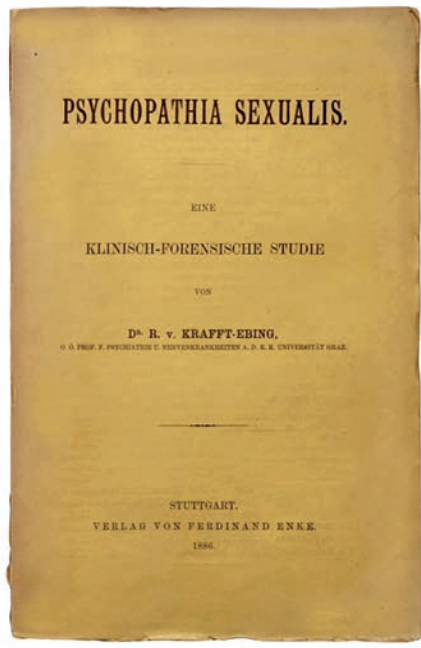 PSYCHOPATHIA SEXUALIS.
EINE
KLINISCH-FORENSISCHE STUDIE
VON
DR. R. v. KRAFFT-EBING,
O. Ö. PROF. F. PSYCHIATRIE U. NERVENKRANKHEITEN A. D. K. K. UNIVERSITÄT GRAZ.
STUTTGART.
VERLAG VON FERDINAND ENKE.
1886.